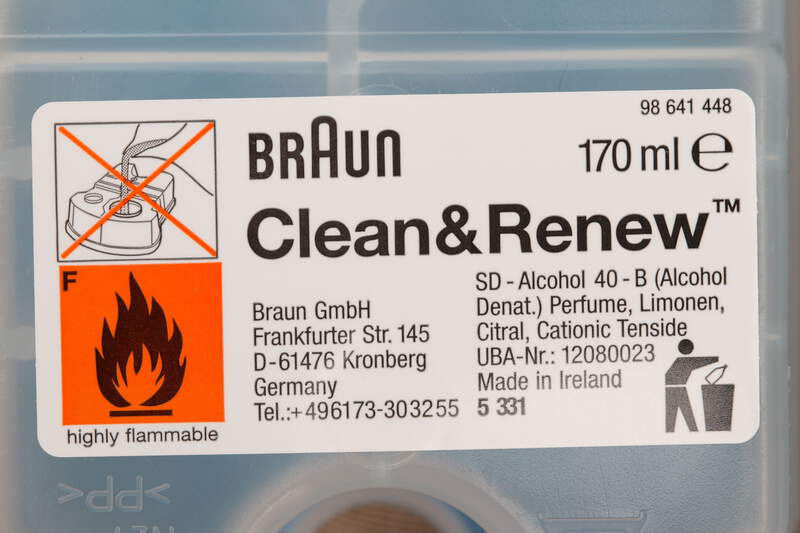 98 641 448
BRAUN
170 ml ℮
Clean&Renew™
F
highly flammable
Braun GmbH
Frankfurter Str. 145
D-61476 Kronberg
Germany
Tel.:+496173-303255
SD - Alcohol 40 - B (Alcohol
Denat.) Perfume, Limonen,
Citral, Cationic Tenside
UBA-Nr.: 12080023
Made in Ireland
5 331
>PP<